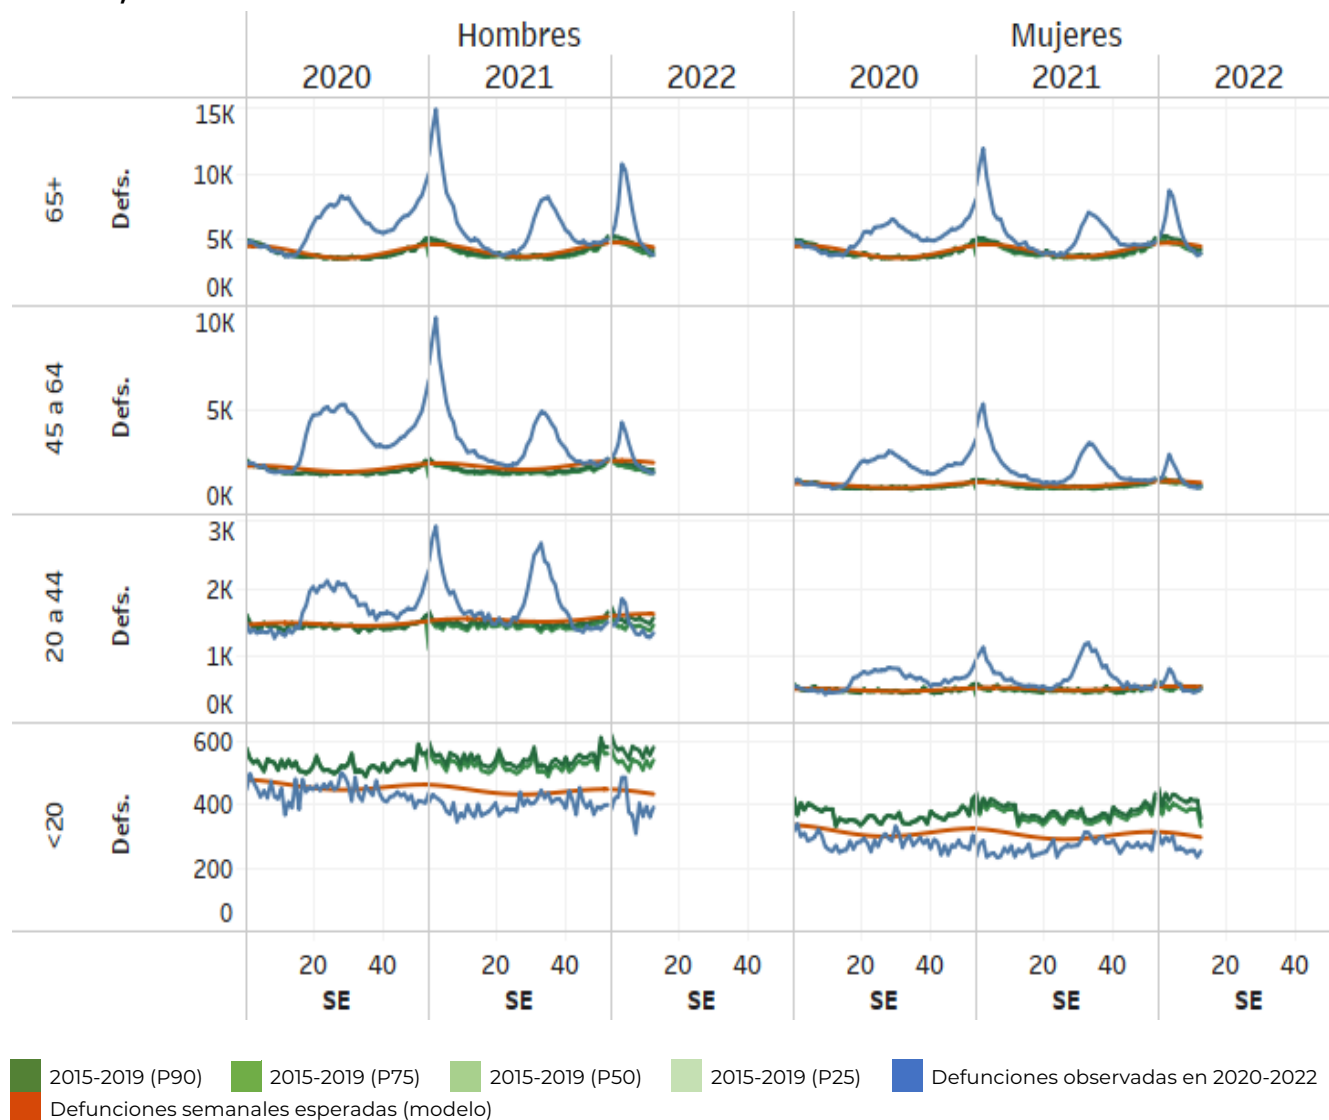 Hombres Mujeres
2020 2021 2022 2020 2021 2022
65+ Defs. 15K 10K 5K 0K
45 a 64 Defs. 10K 5K 0K
20 a 44 Defs. 3K 2K 1K 0K
<20 Defs. 600 400 200 0
20 40 20 40 20 40 20 40 20 40 20 40
SE SE SE SE SE SE
2015-2019 (P90) 2015-2019 (P75) 2015-2019 (P50) 2015-2019 (P25) Defunciones observadas en 2020-2022
Defunciones semanales esperadas (modelo)